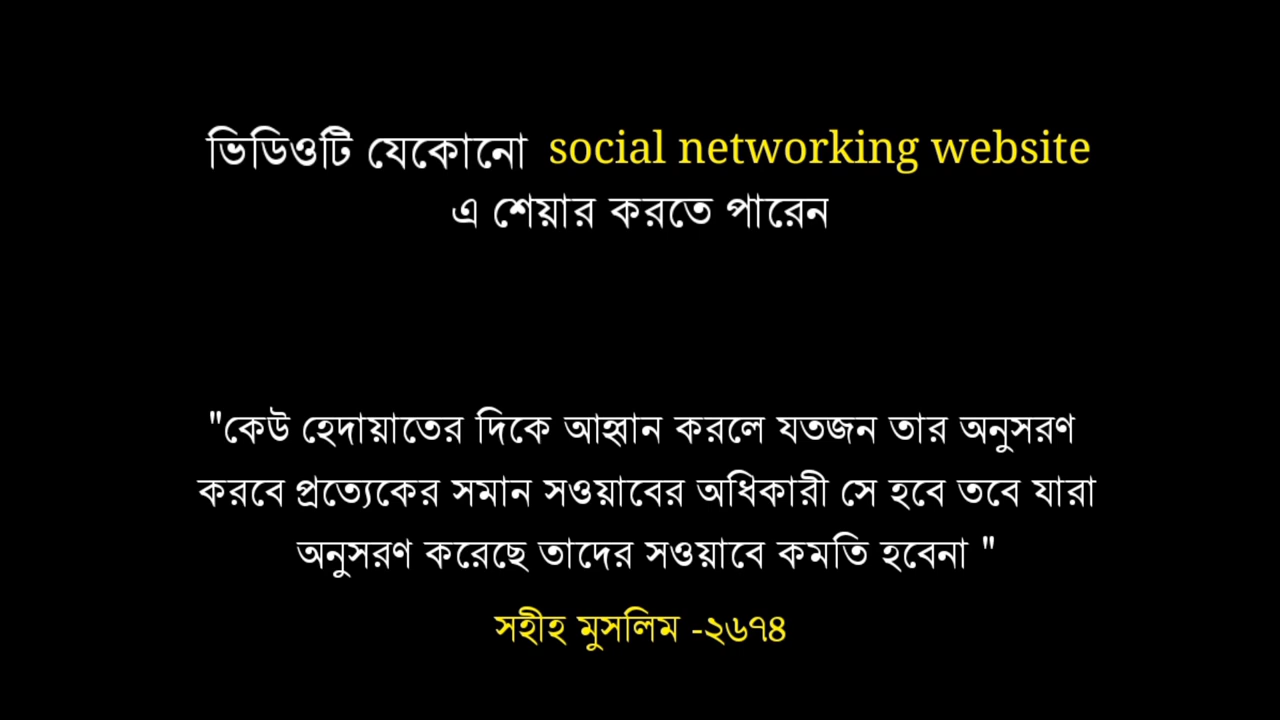 ভিডিওটি যেকোনো social networking website
এ শেয়ার করতে পারেন
"কেউ হেদায়াতের দিকে আহ্বান করলে যতজন তার অনুসরণ
করবে প্রত্যেকের সমান সওয়াবের অধিকারী সে হবে তবে যারা
অনুসরণ করেছে তাদের সওয়াবে কমতি হবেনা "
সহীহ মুসলিম -২৬৭৪